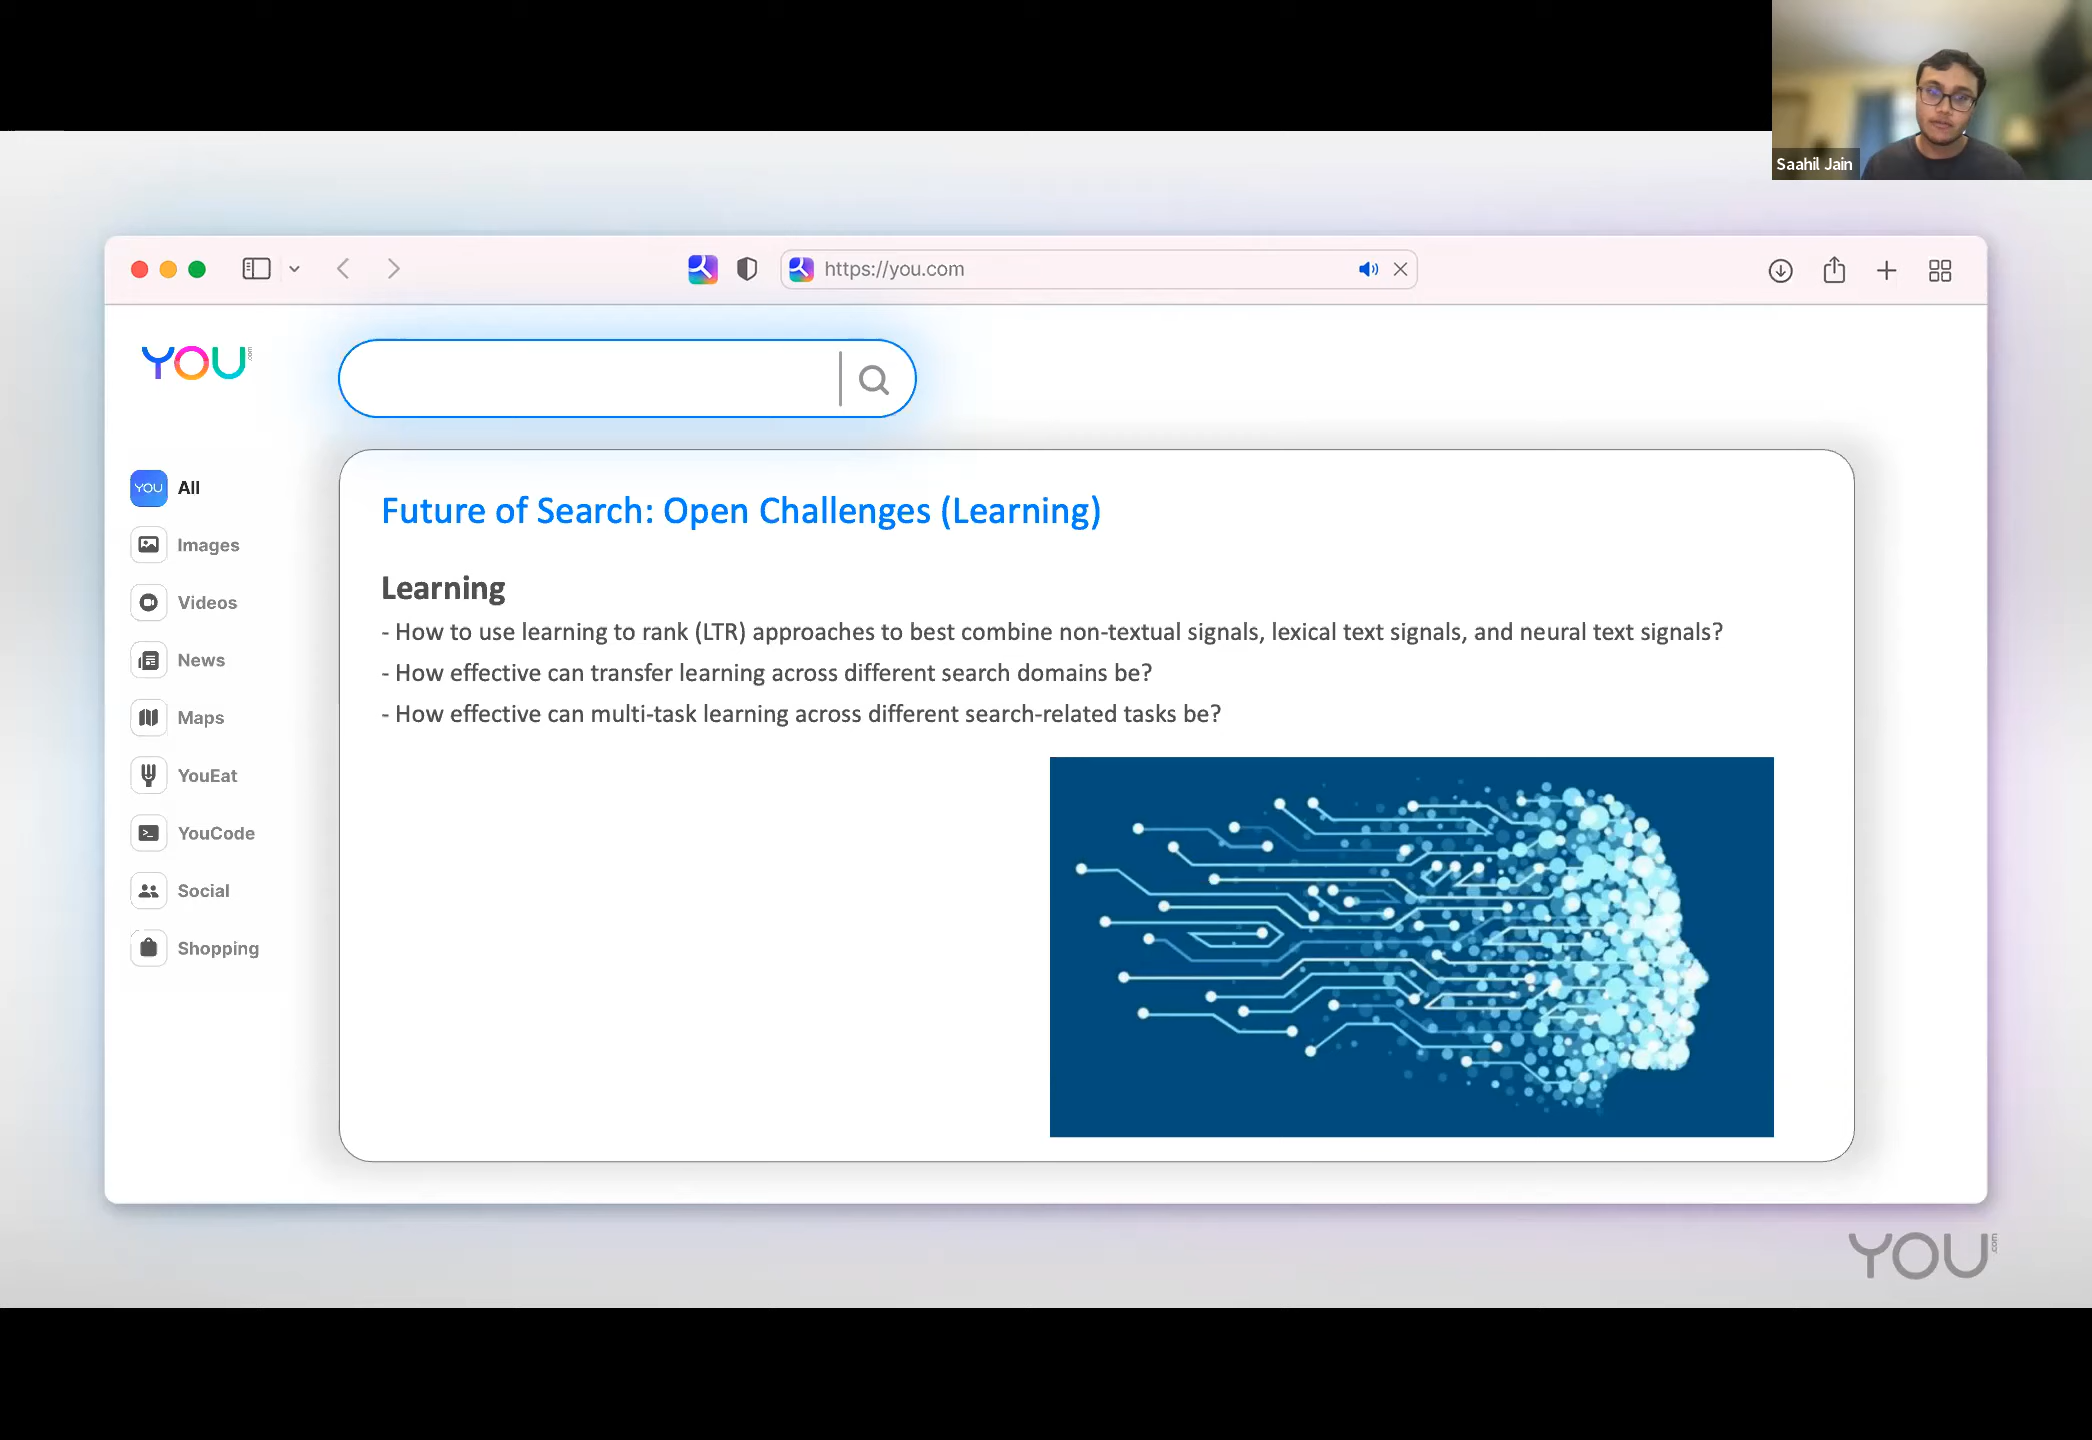 Saahil Jain
https://you.com
YOU.com
YOU All
Images
Videos
News
Maps
YouEat
YouCode
Social
Shopping
Future of Search: Open Challenges (Learning)
Learning
- How to use learning to rank (LTR) approaches to best combine non-textual signals, lexical text signals, and neural text signals?
- How effective can transfer learning across different search domains be?
- How effective can multi-task learning across different search-related tasks be?
YOU.com